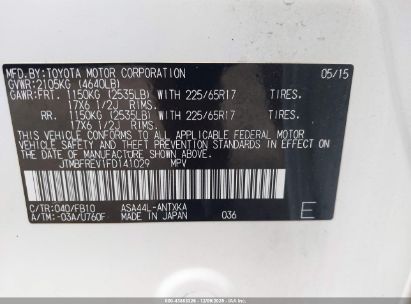 MFD.BY:TOYOTA MOTOR CORPORATION 05/15
GVWR:2105KG (4640LB)
GAWR:FRT. 1150KG (2535LB) WITH 225/65R17 TIRES.
17X6 1/2J RIMS.
RR. 1150KG (2535LB) WITH 225/65R17 TIRES.
17X6 1/2J RIMS.
THIS VEHICLE CONFORMS TO ALL APPLICABLE FEDERAL MOTOR
VEHICLE SAFETY AND BUMPER STANDARDS IN EFFECT ON
THE DATE OF MANUFACTURE SHOWN ABOVE.
JTMBFREV1FD141029 MPV
C/TR:040/FB10 ASA44L-ANTXKA
A/TM:-03A/U760F MADE IN JAPAN 036 E